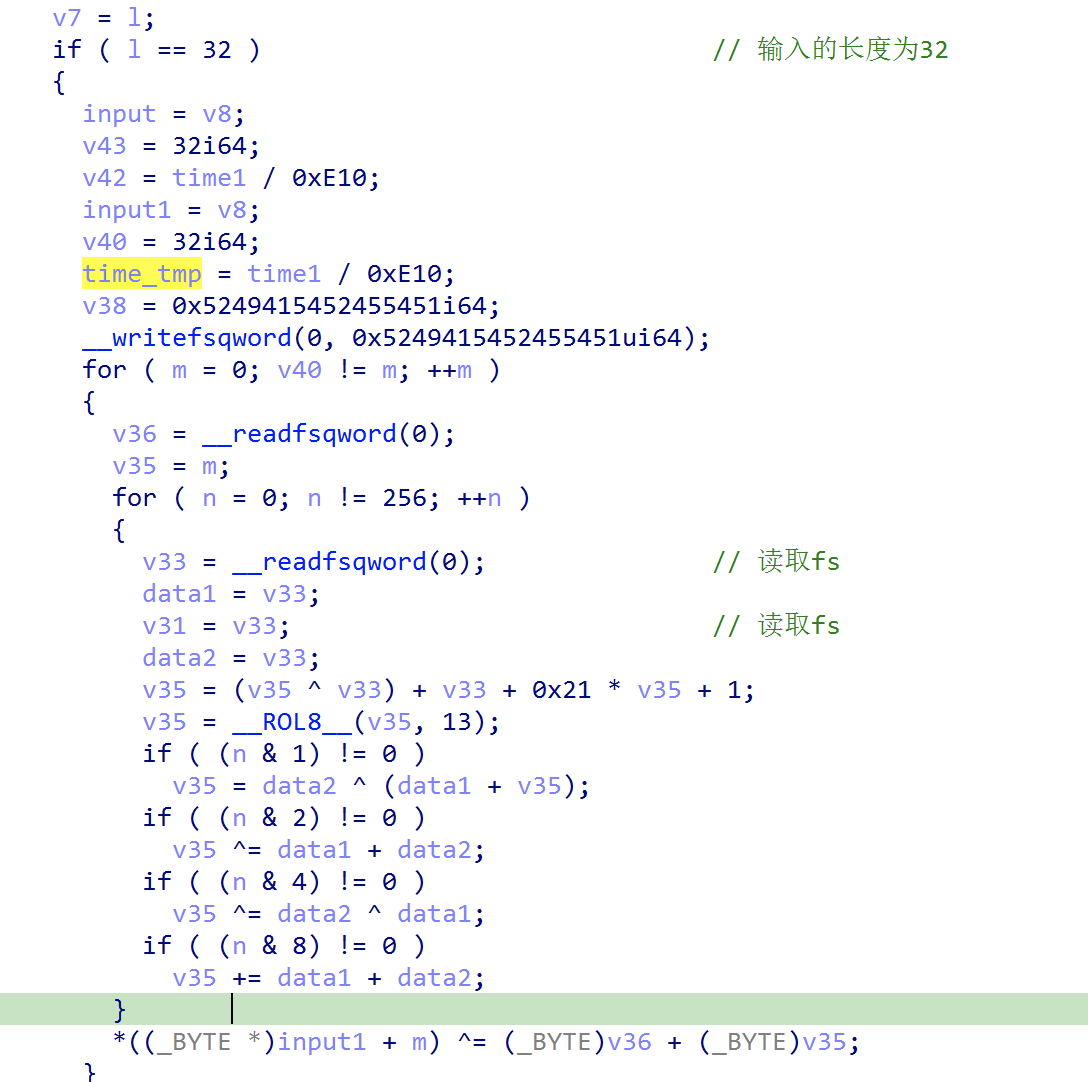 v7 = l;
if ( l == 32 ) // 输入的长度为32
{
input = v8;
v43 = 32i64;
v42 = time1 / 0xE10;
input1 = v8;
v40 = 32i64;
time_tmp = time1 / 0xE10;
v38 = 0x5249415452455451i64;
__writefsqword(0, 0x5249415452455451ui64);
for ( m = 0; v40 != m; ++m )
{
v36 = __readfsqword(0);
v35 = m;
for ( n = 0; n != 256; ++n )
{
v33 = __readfsqword(0); // 读取fs
data1 = v33;
v31 = v33; // 读取fs
data2 = v33;
v35 = (v35 ^ v33) + v33 + 0x21 * v35 + 1;
v35 = __ROL8__(v35, 13);
if ( (n & 1) != 0 )
v35 = data2 ^ (data1 + v35);
if ( (n & 2) != 0 )
v35 ^= data1 + data2;
if ( (n & 4) != 0 )
v35 ^= data2 ^ data1;
if ( (n & 8) != 0 )
v35 += data1 + data2;
}
*((_BYTE *)input1 + m) ^= (_BYTE)v36 + (_BYTE)v35;
}